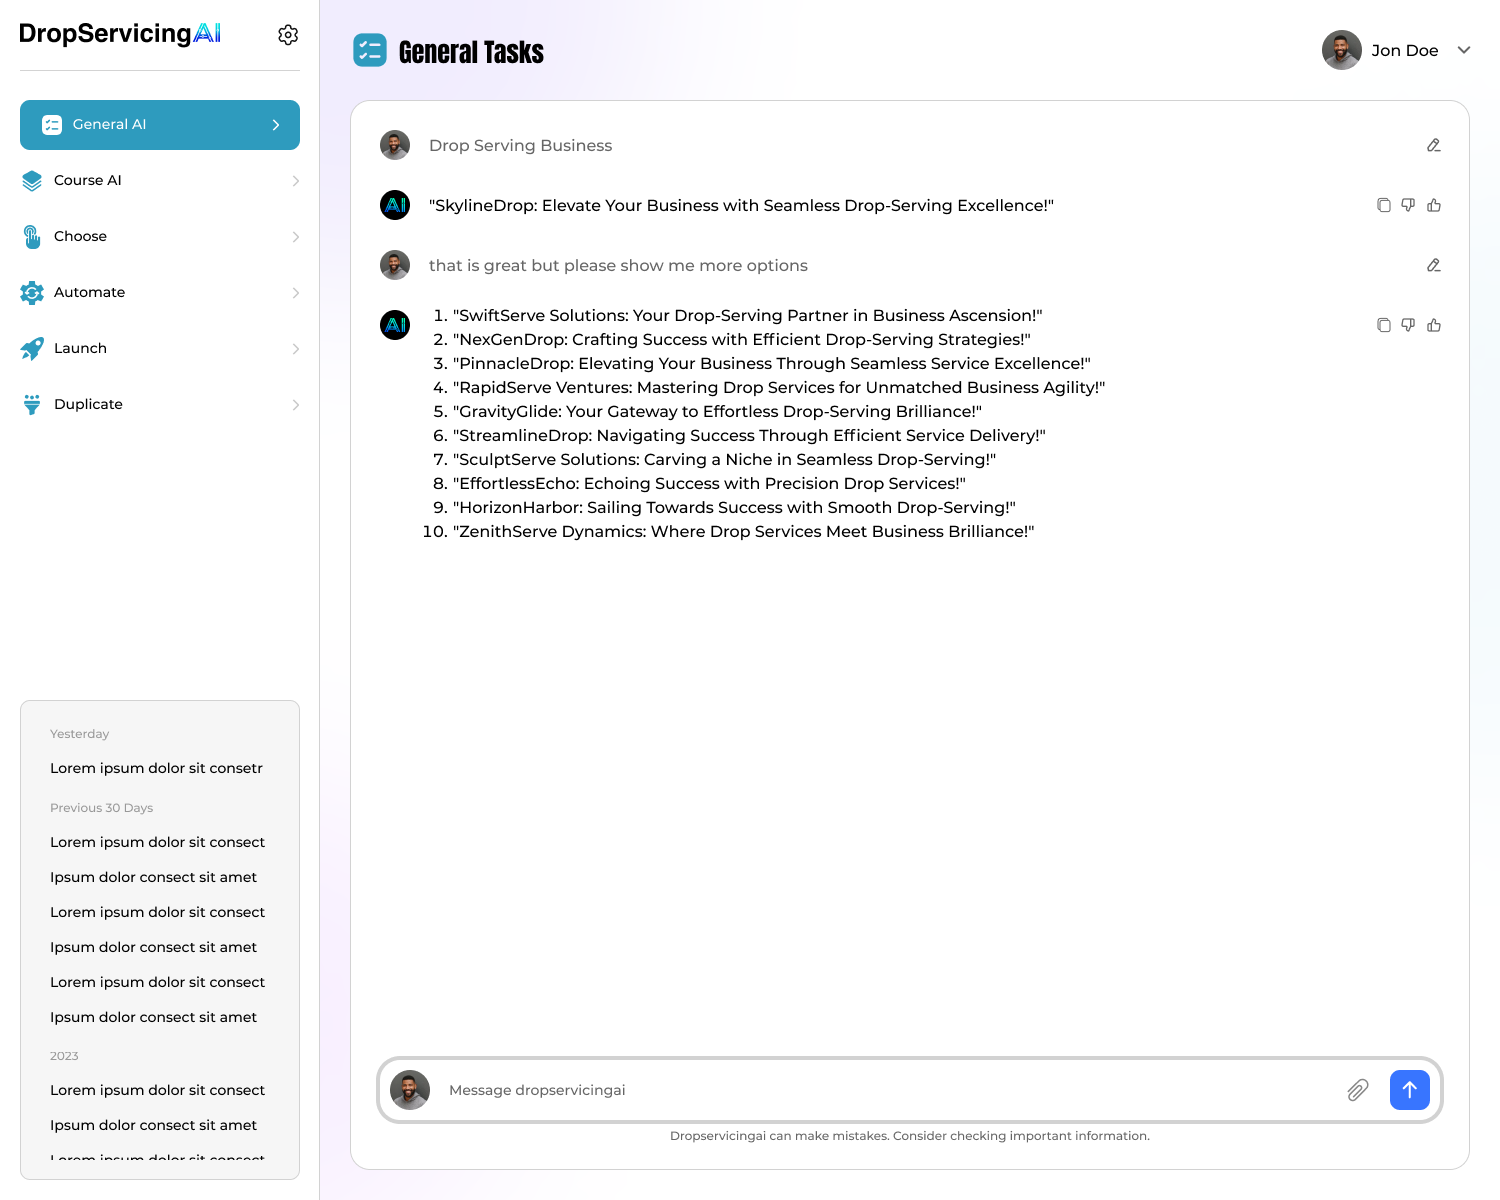 DropServicingAI
General AI
Course AI
Choose
Automate
Launch
Duplicate
Yesterday
Lorem ipsum dolor sit consetr
Previous 30 Days
Lorem ipsum dolor sit consect
Ipsum dolor consect sit amet
Lorem ipsum dolor sit consect
Ipsum dolor consect sit amet
Lorem ipsum dolor sit consect
Ipsum dolor consect sit amet
2023
Lorem ipsum dolor sit consect
Ipsum dolor consect sit amet
Lorem ipsum dolor sit consect
General Tasks
Jon Doe
Drop Serving Business
AI
"SkylineDrop: Elevate Your Business with Seamless Drop-Serving Excellence!"
that is great but please show me more options
AI
1. "SwiftServe Solutions: Your Drop-Serving Partner in Business Ascension!"
2. "NexGenDrop: Crafting Success with Efficient Drop-Serving Strategies!"
3. "PinnacleDrop: Elevating Your Business Through Seamless Service Excellence!"
4. "RapidServe Ventures: Mastering Drop Services for Unmatched Business Agility!"
5. "GravityGlide: Your Gateway to Effortless Drop-Serving Brilliance!"
6. "StreamlineDrop: Navigating Success Through Efficient Service Delivery!"
7. "SculptServe Solutions: Carving a Niche in Seamless Drop-Serving!"
8. "EffortlessEcho: Echoing Success with Precision Drop Services!"
9. "HorizonHarbor: Sailing Towards Success with Smooth Drop-Serving!"
10. "ZenithServe Dynamics: Where Drop Services Meet Business Brilliance!"
Message dropservicingai
Dropservicingai can make mistakes. Consider checking important information.